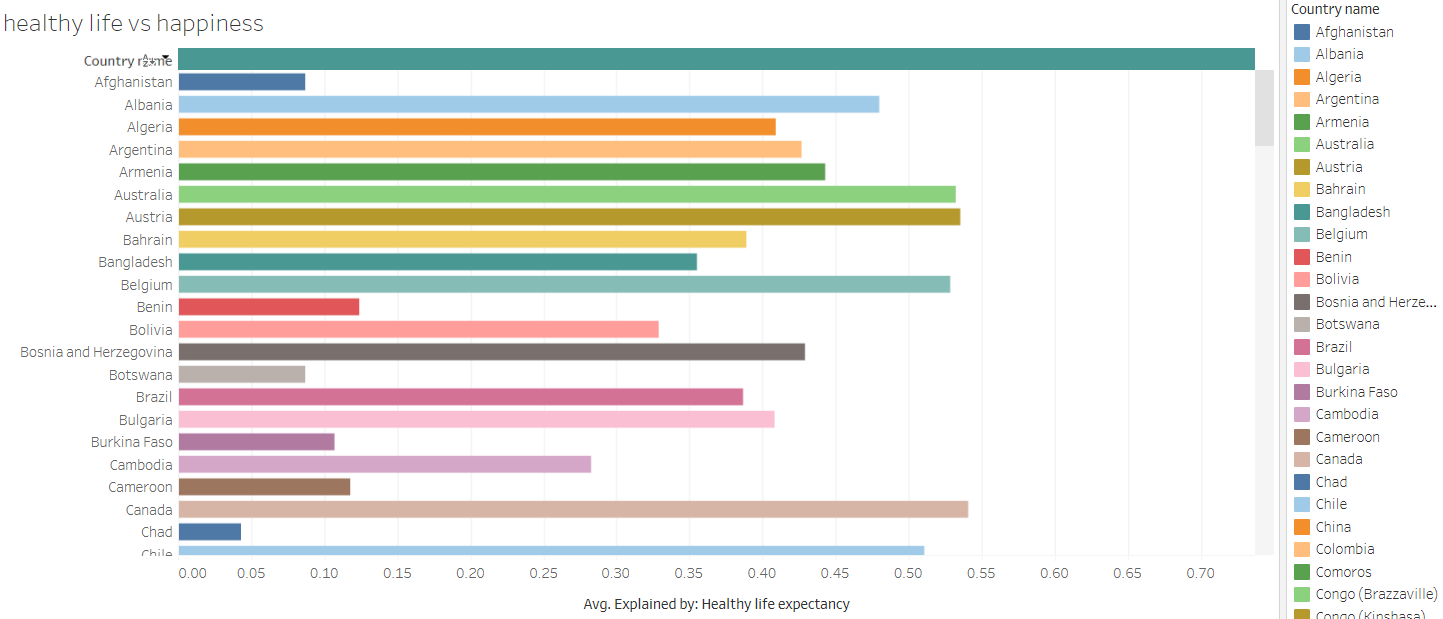 healthy life vs happiness
Country name
Afghanistan
Albania
Algeria
Argentina
Armenia
Australia
Austria
Bahrain
Bangladesh
Belgium
Benin
Bolivia
Bosnia and Herzegovina
Botswana
Brazil
Bulgaria
Burkina Faso
Cambodia
Cameroon
Canada
Chad
Chile
0.00 0.05 0.10 0.15 0.20 0.25 0.30 0.35 0.40 0.45 0.50 0.55 0.60 0.65 0.70
Avg. Explained by: Healthy life expectancy
Country name
Afghanistan
Albania
Algeria
Argentina
Armenia
Australia
Austria
Bahrain
Bangladesh
Belgium
Benin
Bolivia
Bosnia and Herze...
Botswana
Brazil
Bulgaria
Burkina Faso
Cambodia
Cameroon
Canada
Chad
Chile
China
Colombia
Comoros
Congo (Brazzaville)
Congo (Kinshasa)